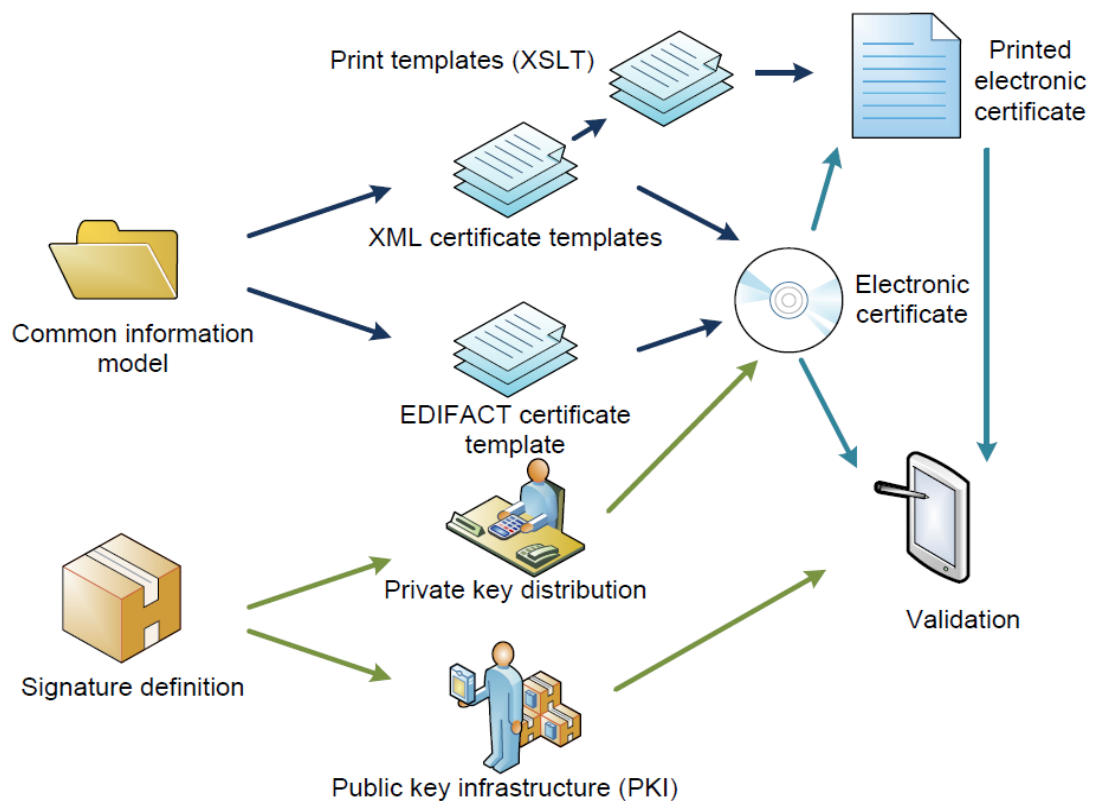 Print templates (XSLT)
Printed
electronic
certificate
XML certificate templates
Common information
model
Electronic
certificate
EDIFACT certificate
template
Private key distribution
Signature definition
Validation
Public key infrastructure (PKI)